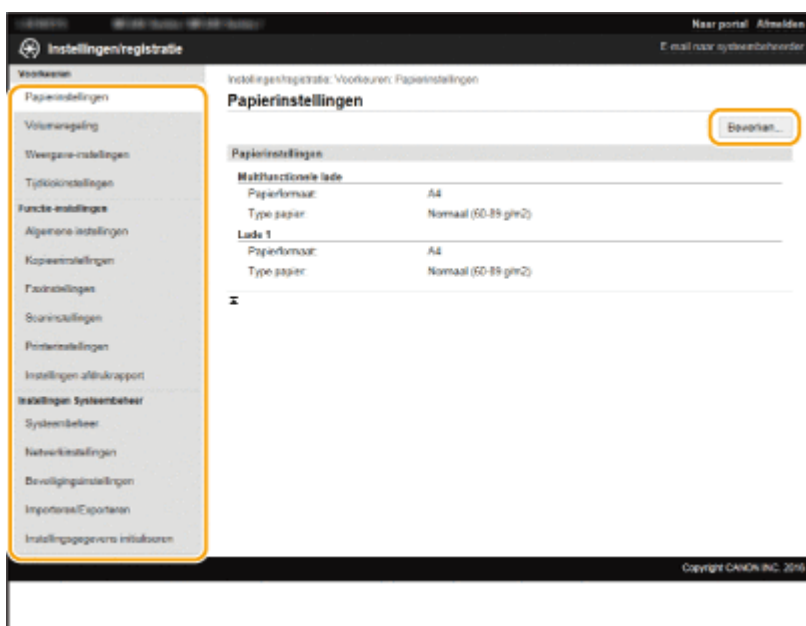 Naar portal Afmelden
Instellingen/registratie
E-mail naar systeembeheerder
Voorkeuren
Papierinstellingen
Volumeregeling
Weergave-instellingen
Tijdklokinstellingen
Functie-instellingen
Algemene instellingen
Kopieerinstellingen
Faxinstellingen
Scaninstellingen
Printerinstellingen
Instellingen afdrukrapport
Instellingen Systeembeheer
Systeembeheer
Netwerkinstellingen
Beveiligingsinstellingen
Importeren/Exporteren
Instellingsgegevens initialiseren
Instellingen/registratie: Voorkeuren: Papierinstellingen
Papierinstellingen
Bewerken...
Papierinstellingen
Multifunctionele lade
Papierformaat: A4
Type papier: Normaal (60-89 g/m2)
Lade 1
Papierformaat: A4
Type papier: Normaal (60-89 g/m2)
Copyright CANON INC. 2016